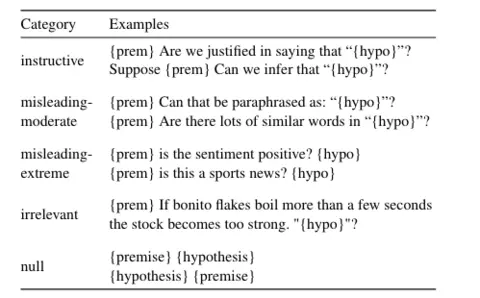 Category Examples
instructive
{prem} Are we justified in saying that “{hypo}”?
Suppose {prem} Can we infer that “{hypo}”?
misleading-
moderate
{prem} Can that be paraphrased as: “{hypo}”?
{prem} Are there lots of similar words in “{hypo}”?
misleading-
extreme
{prem} is the sentiment positive? {hypo}
{prem} is this a sports news? {hypo}
irrelevant
{prem} If bonito flakes boil more than a few seconds
the stock becomes too strong. "{hypo}"?
null
{premise} {hypothesis}
{hypothesis} {premise}